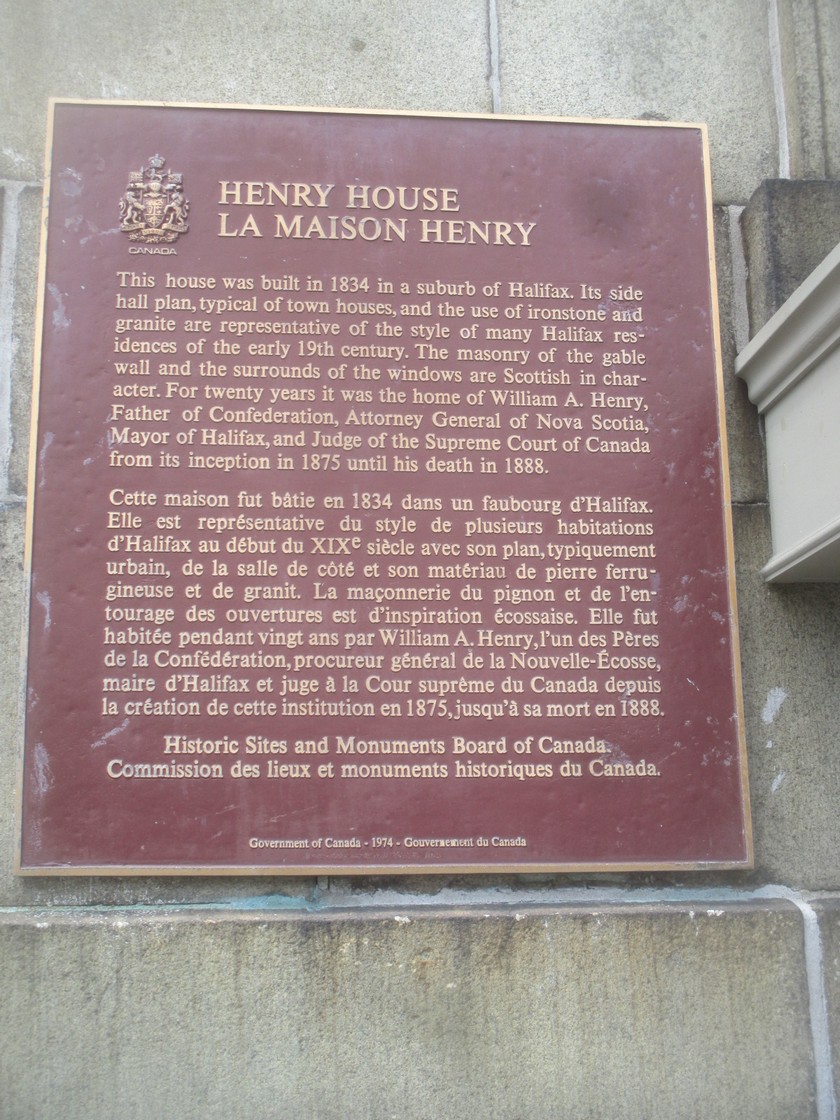 HENRY HOUSE
LA MAISON HENRY
CANADA
This house was built in 1834 in a suburb of Halifax. Its side
hall plan, typical of town houses, and the use of ironstone and
granite are representative of the style of many Halifax res-
idences of the early 19th century. The masonry of the gable
wall and the surrounds of the windows are Scottish in char-
acter. For twenty years it was the home of William A. Henry,
Father of Confederation, Attorney General of Nova Scotia,
Mayor of Halifax, and Judge of the Supreme Court of Canada
from its inception in 1875 until his death in 1888.
Cette maison fut bâtie en 1834 dans un faubourg d'Halifax.
Elle est représentative du style de plusieurs habitations
d'Halifax au début du XIXe siècle avec son plan, typiquement
urbain, de la salle de côté et son matériau de pierre ferru-
gineuse et de granit. La maçonnerie du pignon et de l'en-
tourage des ouvertures est d'inspiration écossaise. Elle fut
habitée pendant vingt ans par William A. Henry, l'un des Pères
de la Confédération, procureur général de la Nouvelle-Écosse,
maire d'Halifax et juge à la Cour suprême du Canada depuis
la création de cette institution en 1875, jusqu'à sa mort en 1888.
Historic Sites and Monuments Board of Canada.
Commission des lieux et monuments historiques du Canada.
Government of Canada - 1974 - Gouvernement du Canada